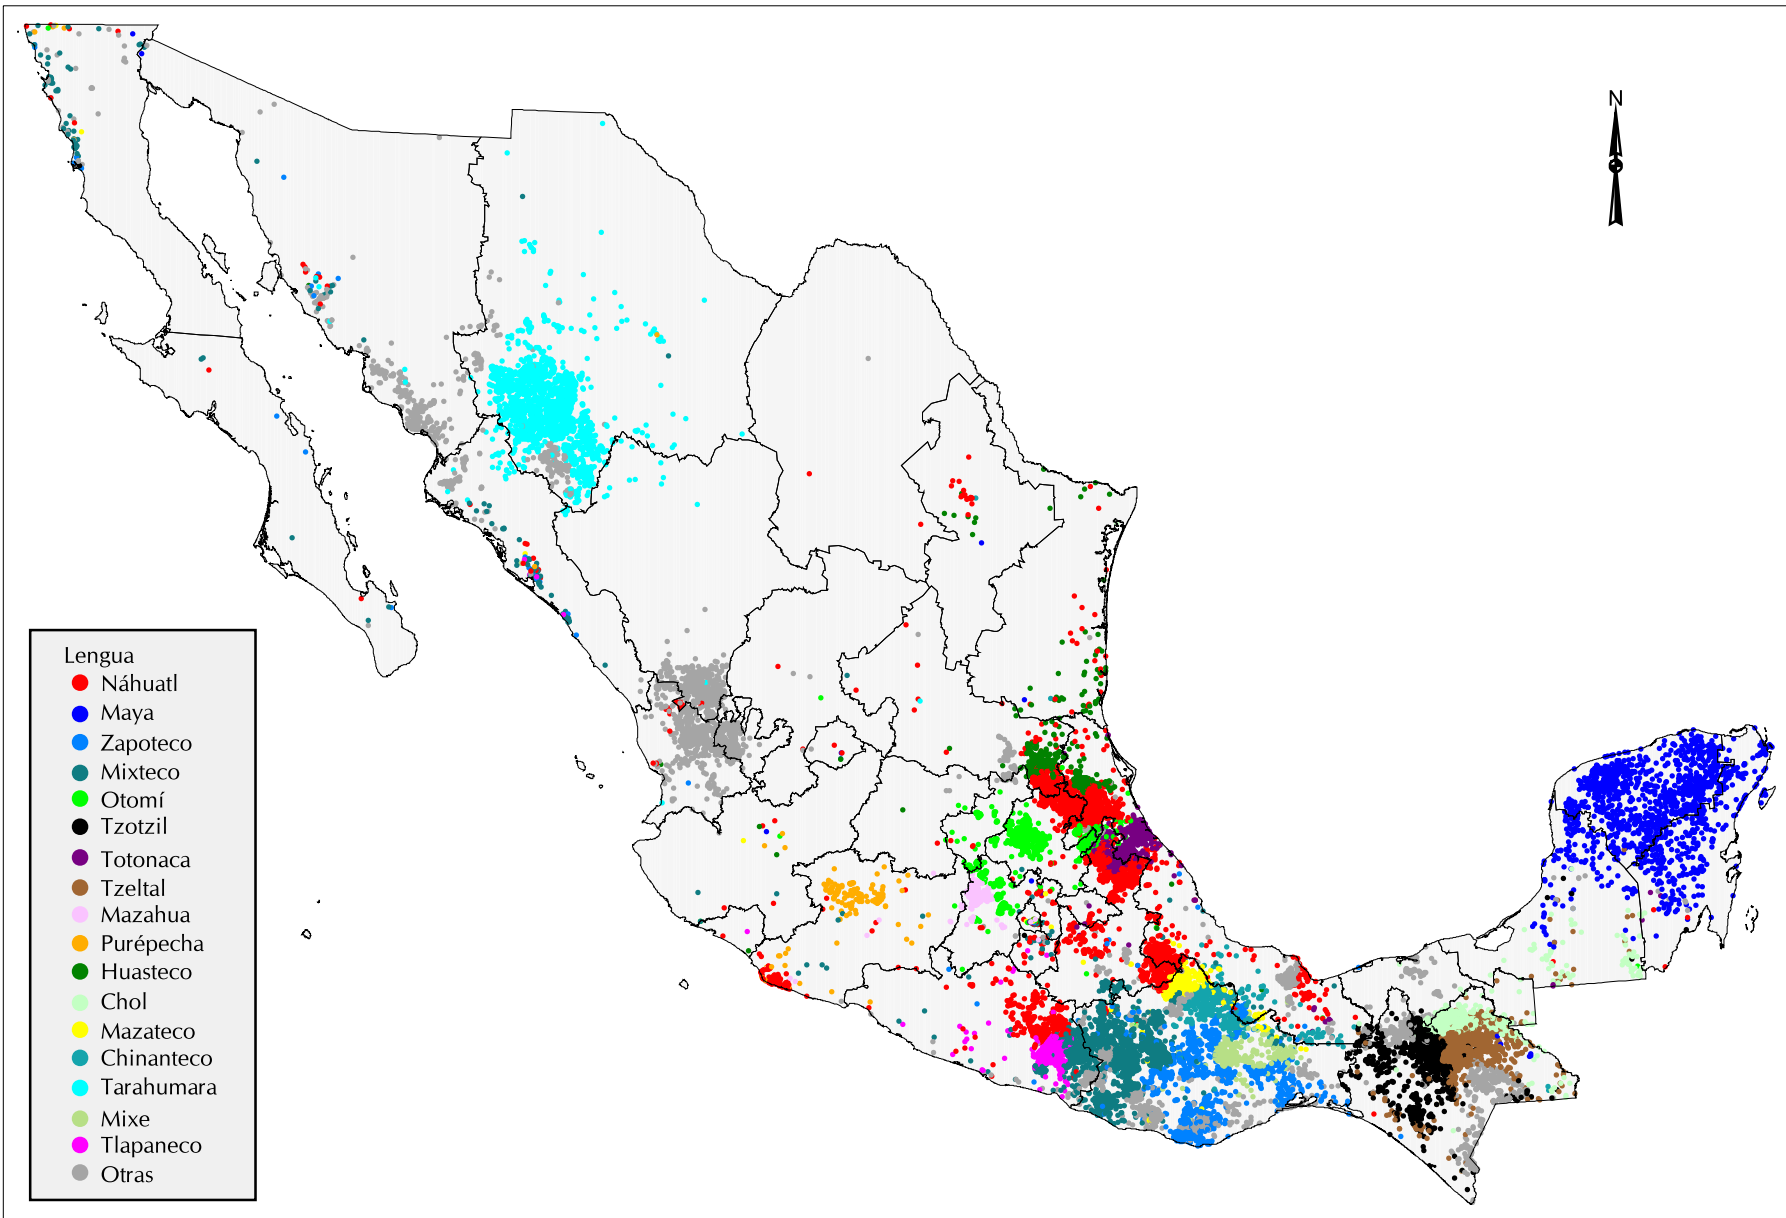 N
Lengua
Náhuatl
Maya
Zapoteco
Mixteco
Otomí
Tzotzil
Totonaca
Tzeltal
Mazahua
Purépecha
Huasteco
Chol
Mazateco
Chinanteco
Tarahumara
Mixe
Tlapaneco
Otras